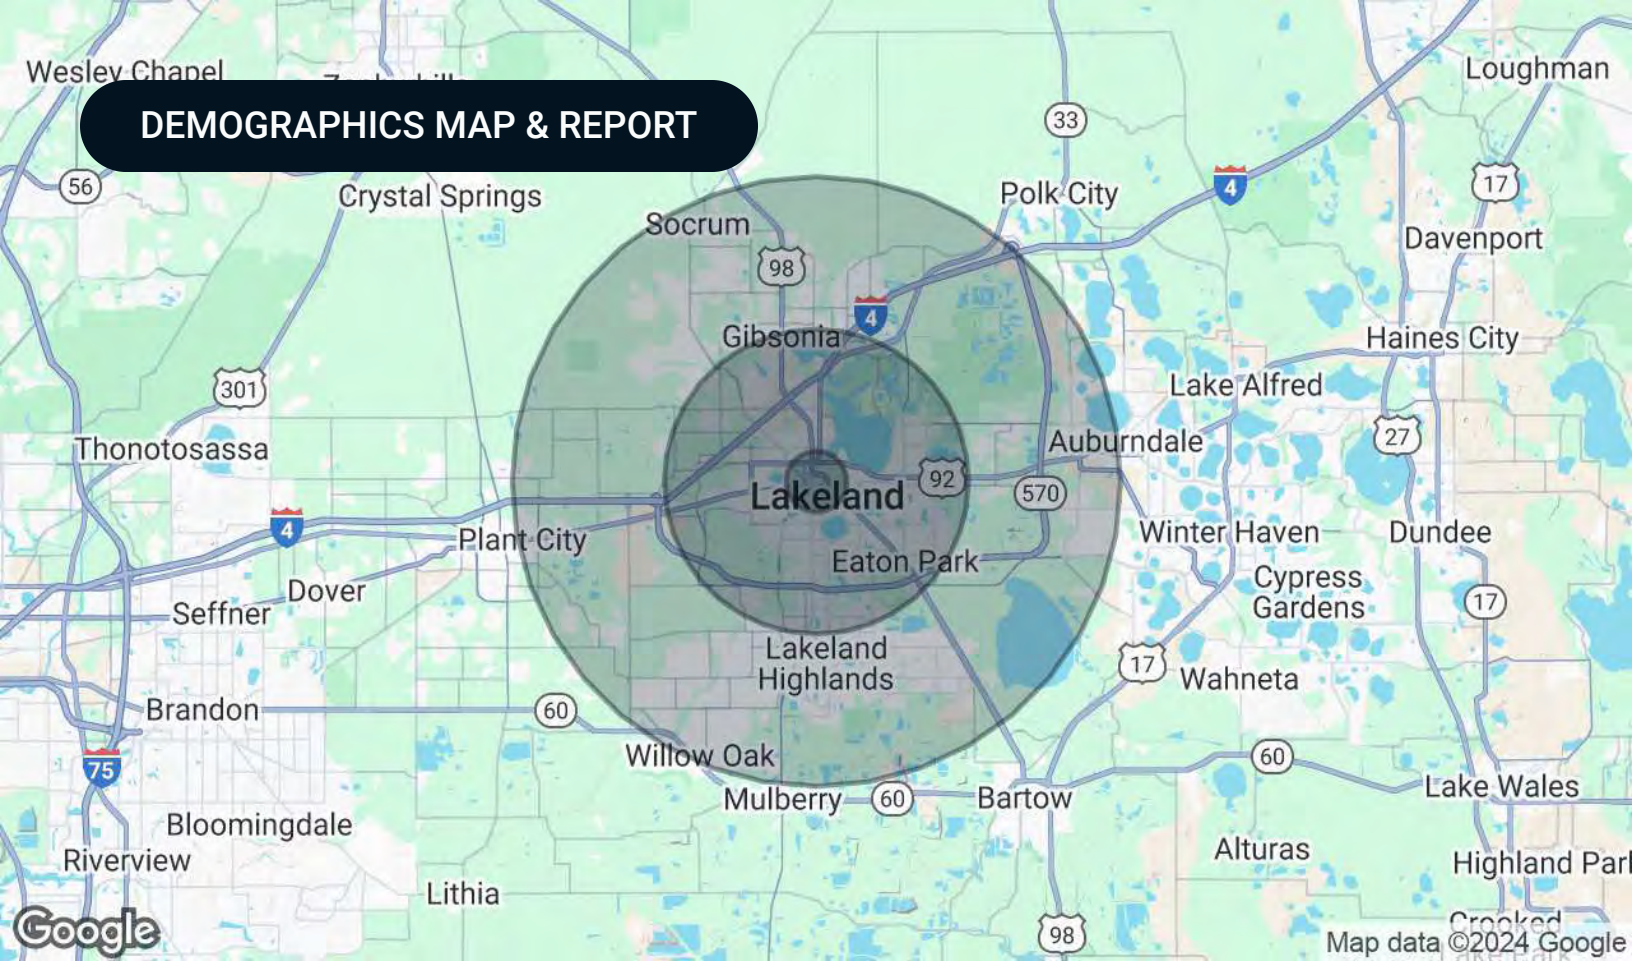 Wesley Chapel
Loughman
DEMOGRAPHICS MAP & REPORT
33
56
4
17
Crystal Springs
Polk City
Socrum
Davenport
98
4
Gibsonia
Haines City
301
Lake Alfred
27
Thonotosassa
Auburndale
92
570
Lakeland
4
Plant City
Winter Haven
Dundee
Eaton Park
Cypress
Gardens
Dover
17
Seffner
Lakeland
Highlands
17
Wahneta
Brandon
60
Willow Oak
60
75
Lake Wales
Mulberry
60
Bartow
Bloomingdale
Alturas
Riverview
Highland Park
Lithia
Crooked
Google
98
Map data ©2024 Google